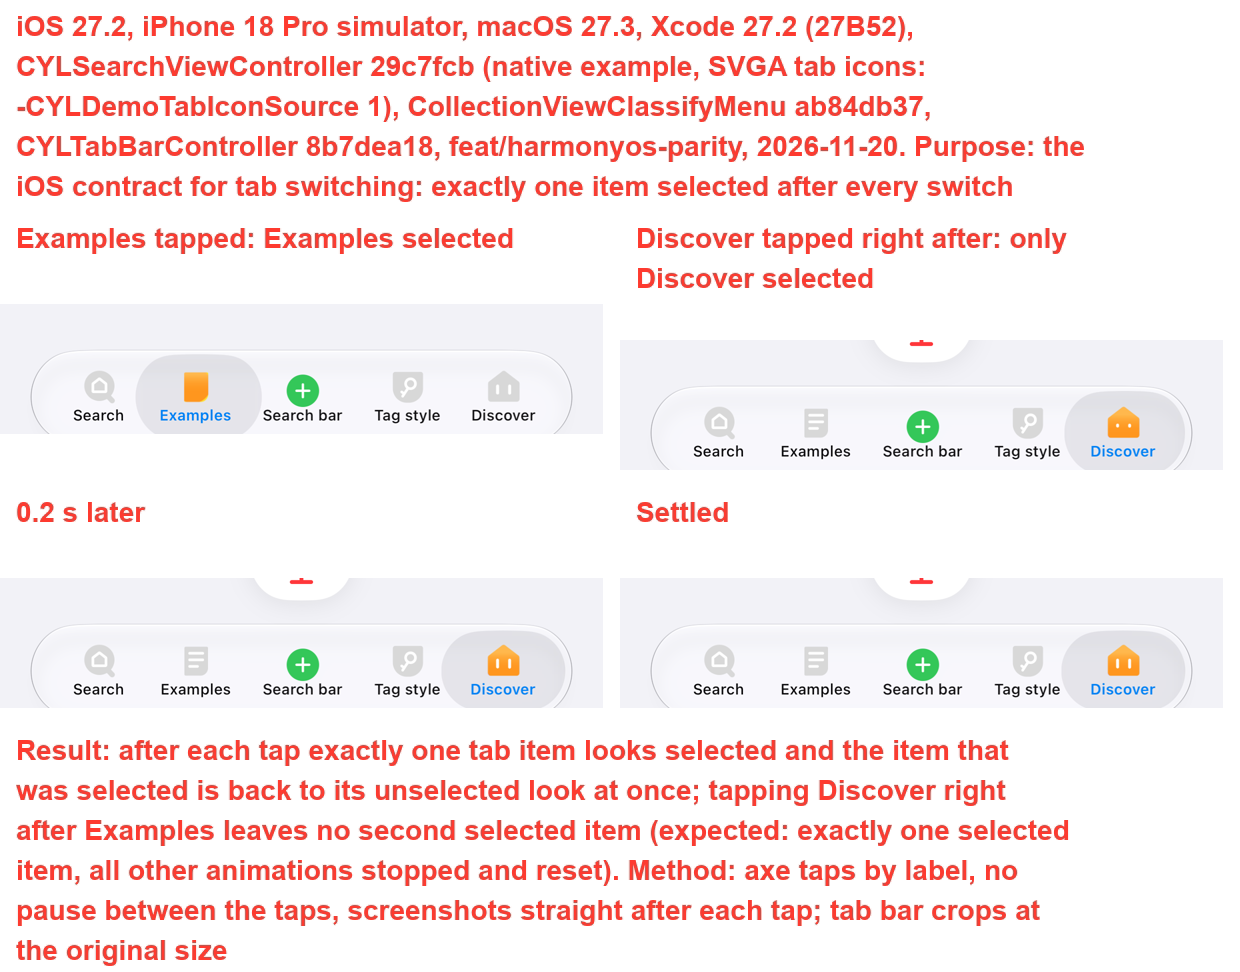 iOS 27.2, iPhone 18 Pro simulator, macOS 27.3, Xcode 27.2 (27B52),
CYLSearchViewController 29c7fcb (native example, SVGA tab icons:
-CYLDemoTabIconSource 1), CollectionViewClassifyMenu ab84db37,
CYLTabBarController 8b7dea18, feat/harmonyos-parity, 2026-11-20. Purpose: the
iOS contract for tab switching: exactly one item selected after every switch
Examples tapped: Examples selected
Search Examples Search bar Tag style Discover
Discover tapped right after: only
Discover selected
Search Examples Search bar Tag style Discover
0.2 s later
Search Examples Search bar Tag style Discover
Settled
Search Examples Search bar Tag style Discover
Result: after each tap exactly one tab item looks selected and the item that
was selected is back to its unselected look at once; tapping Discover right
after Examples leaves no second selected item (expected: exactly one selected
item, all other animations stopped and reset). Method: axe taps by label, no
pause between the taps, screenshots straight after each tap; tab bar crops at
the original size